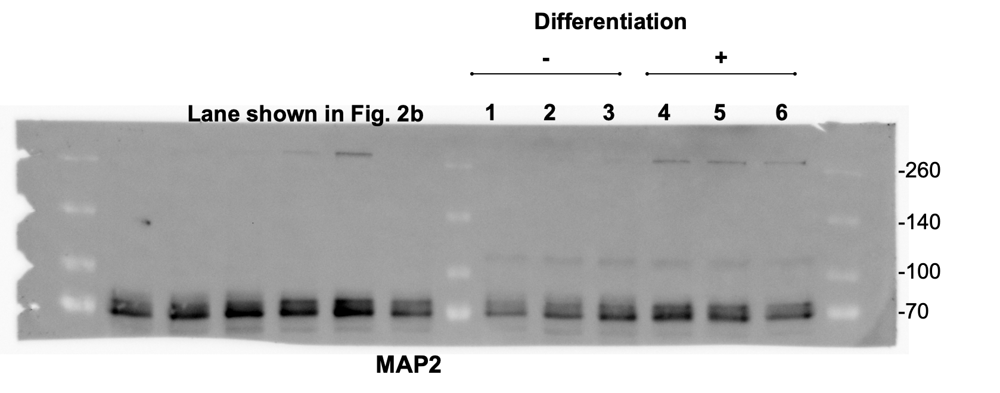 Differentiation
- +
Lane shown in Fig. 2b 1 2 3 4 5 6
-260
-140
-100
-70
MAP2